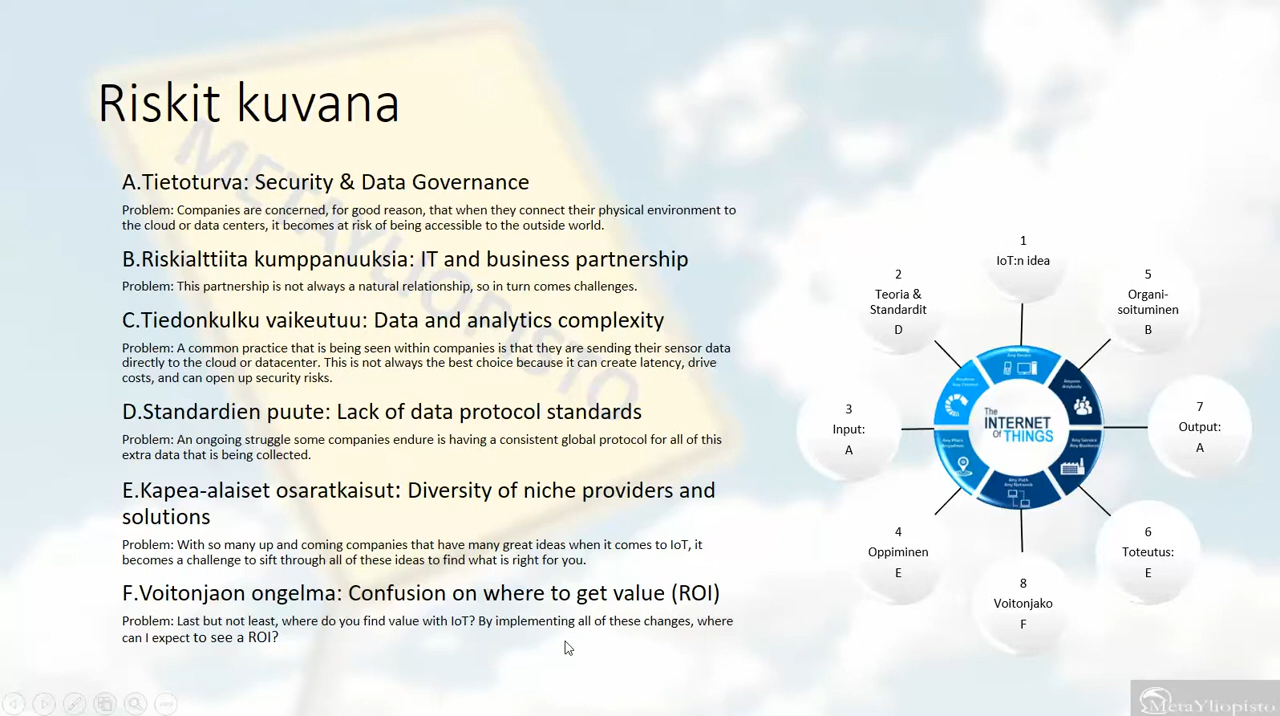 Riskit kuvana
A.Tietoturva: Security & Data Governance
Problem: Companies are concerned, for good reason, that when they connect their physical environment to
the cloud or data centers, it becomes at risk of being accessible to the outside world.
B.Riskialttiita kumppanuuksia: IT and business partnership
Problem: This partnership is not always a natural relationship, so in turn comes challenges.
C.Tiedonkulku vaikeutuu: Data and analytics complexity
Problem: A common practice that is being seen within companies is that they are sending their sensor data
directly to the cloud or datacenter. This is not always the best choice because it can create latency, drive
costs, and can open up security risks.
D.Standardien puute: Lack of data protocol standards
Problem: An ongoing struggle some companies endure is having a consistent global protocol for all of this
extra data that is being collected.
E.Kapea-alaiset osaratkaisut: Diversity of niche providers and
solutions
Problem: With so many up and coming companies that have many great ideas when it comes to IoT, it
becomes a challenge to sift through all of these ideas to find what is right for you.
F.Voitonjaon ongelma: Confusion on where to get value (ROI)
Problem: Last but not least, where do you find value with IoT? By implementing all of these changes, where
can I expect to see a ROI?
1
IoT:n idea
2
Teoria &
Standardit
D
5
Organi-
soituminen
B
3
Input:
A
7
Output:
A
4
Oppiminen
E
6
Toteutus:
E
8
Voitonjako
F
The
INTERNET
Of THINGS
Any Path
Any Network
METAYLIOPISTO
MetaYliopisto